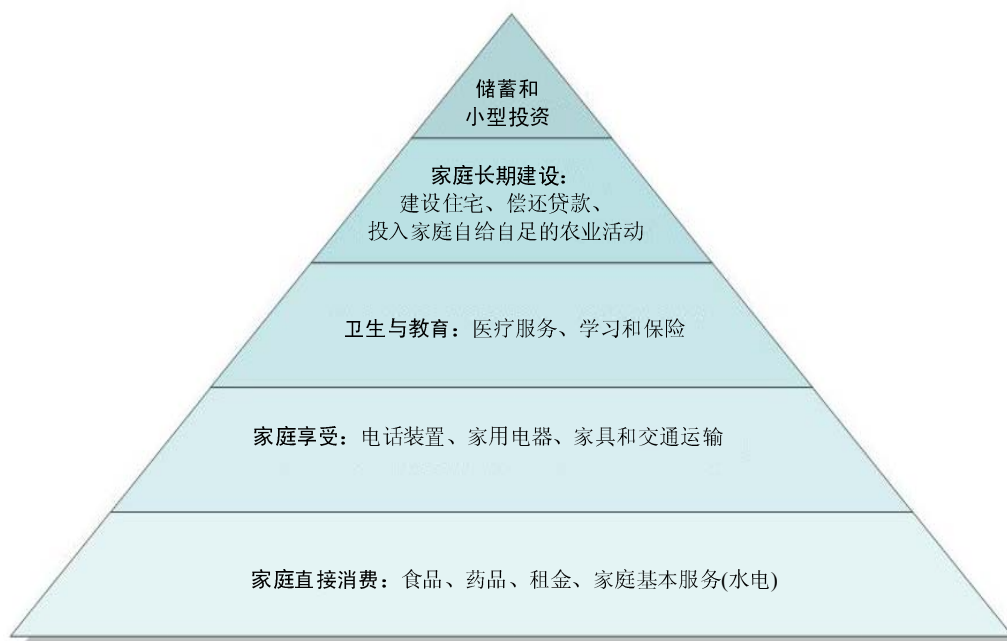 储蓄和
小型投资
家庭长期建设：
建设住宅、偿还贷款、
投入家庭自给自足的农业活动
卫生与教育：医疗服务、学习和保险
家庭享受：电话装置、家用电器、家具和交通运输
家庭直接消费：食品、药品、租金、家庭基本服务(水电)